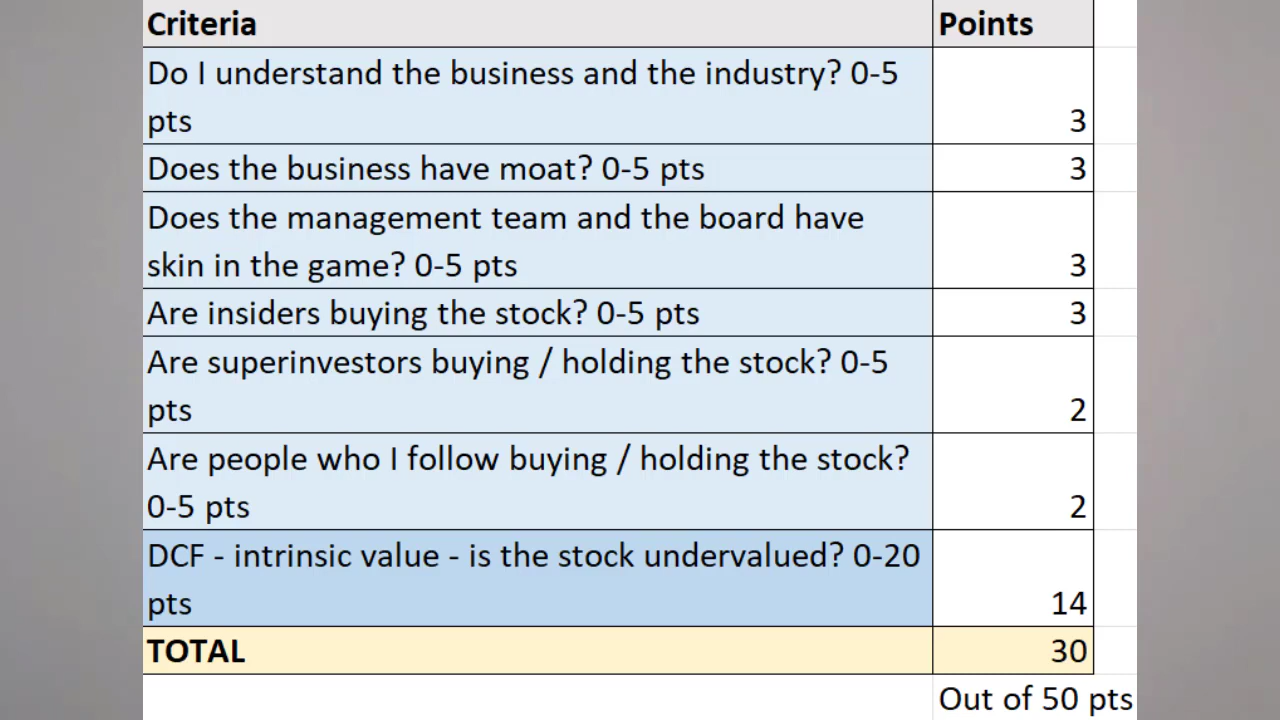 Criteria Points
Do I understand the business and the industry? 0-5
pts 3
Does the business have moat? 0-5 pts 3
Does the management team and the board have
skin in the game? 0-5 pts 3
Are insiders buying the stock? 0-5 pts 3
Are superinvestors buying / holding the stock? 0-5
pts 2
Are people who I follow buying / holding the stock?
0-5 pts 2
DCF - intrinsic value - is the stock undervalued? 0-20
pts 14
TOTAL 30
Out of 50 pts